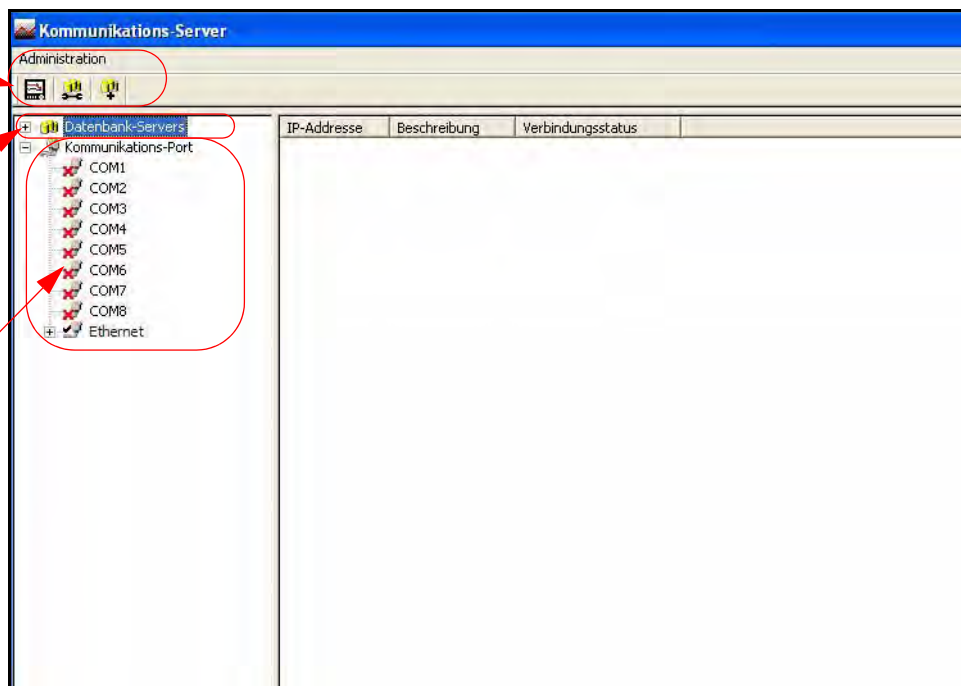 Kommunikations-Server
Administration
Datenbank-Servers
IP-Addresse Beschreibung Verbindungsstatus
Kommunikations-Port
COM1
COM2
COM3
COM4
COM5
COM6
COM7
COM8
Ethernet